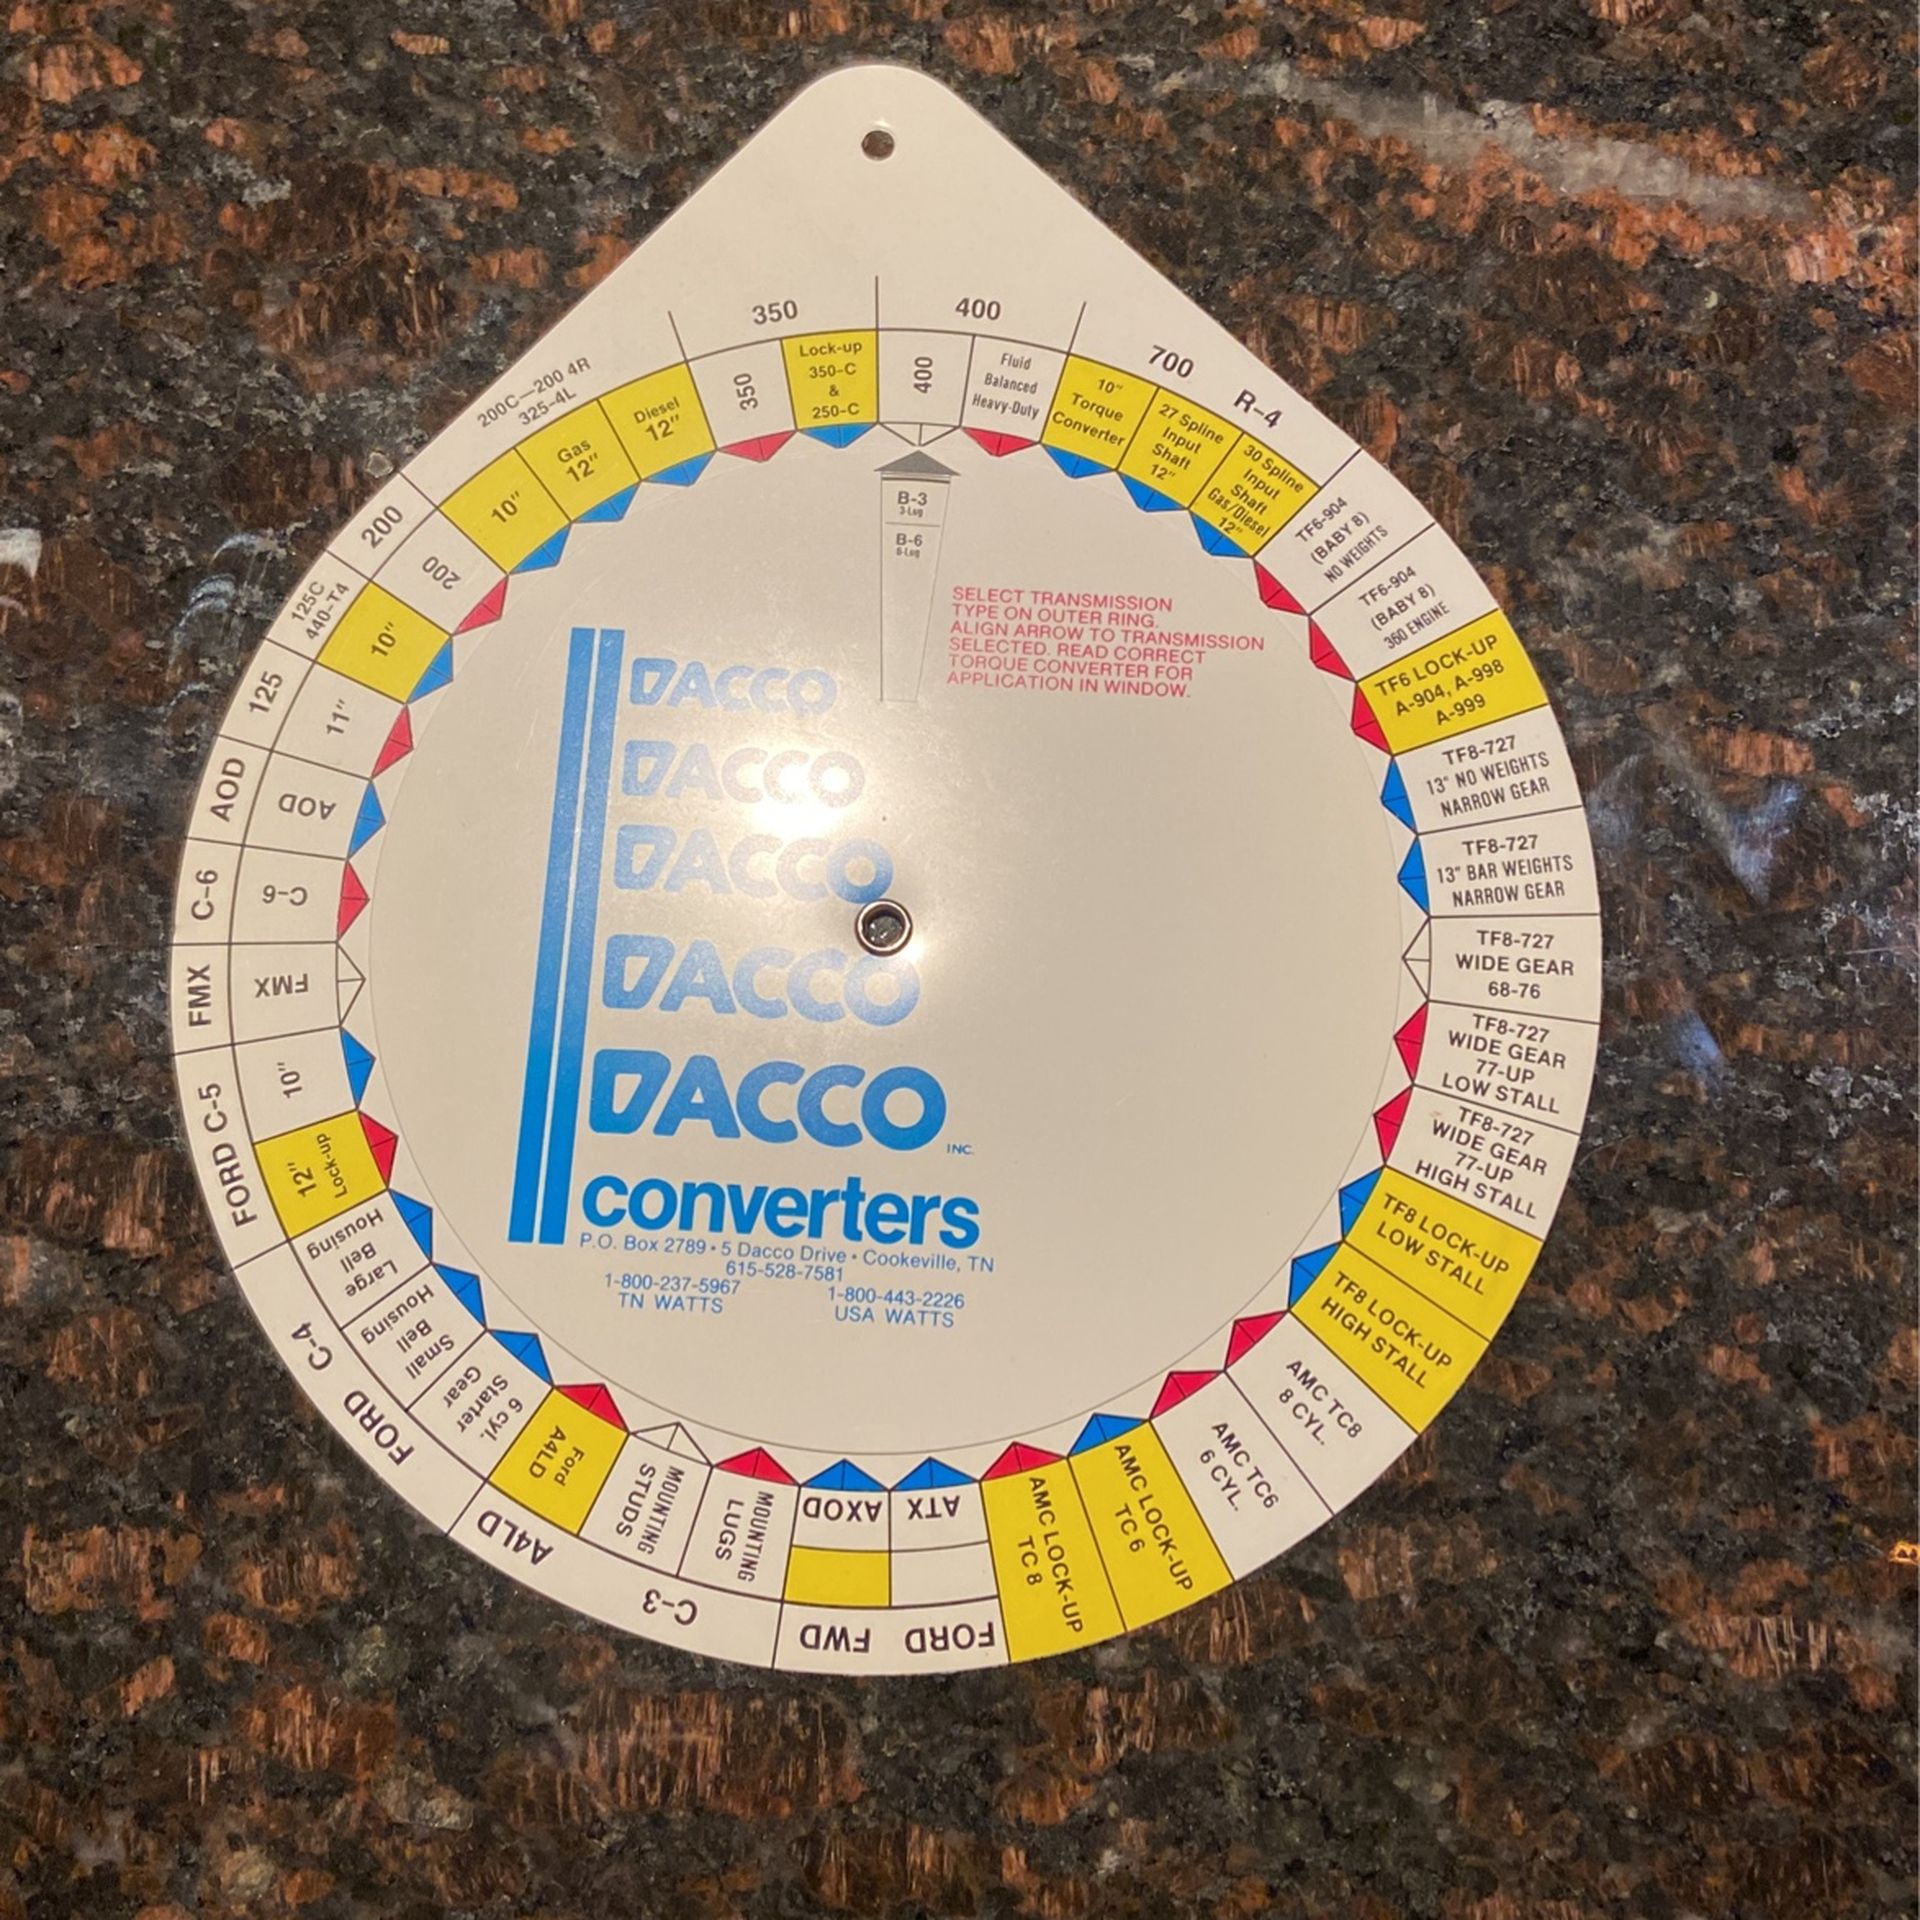 350
400
700
R-4
200C—200 4R
325-4L
200
125C
440-T4
125
AOD
C-6
FMX
FORD C-5
FORD C-4
A4LD
C-3
FORD FWD
350
Lock-up
350-C
&
250-C
400
Fluid
Balanced
Heavy-Duty
10"
Torque
Converter
27 Spline
Input
Shaft
12"
30 Spline
Input
Shaft
Gas/Diesel
12"
TF6-904
(BABY 8)
NO WEIGHTS
TF6-904
(BABY 8)
360 ENGINE
TF6 LOCK-UP
A-904, A-998
A-999
TF8-727
13" NO WEIGHTS
NARROW GEAR
TF8-727
13" BAR WEIGHTS
NARROW GEAR
TF8-727
WIDE GEAR
68-76
TF8-727
WIDE GEAR
77-UP
LOW STALL
TF8-727
WIDE GEAR
77-UP
HIGH STALL
TF8 LOCK-UP
LOW STALL
TF8 LOCK-UP
HIGH STALL
AMC TC8
8 CYL.
AMC TC6
6 CYL.
AMC LOCK-UP
TC 6
AMC LOCK-UP
TC 8
ATX
AXOD
MOUNTING
LUGS
MOUNTING
STUDS
Ford
A4LD
6 cyl.
Starter
Gear
Small
Bell
Housing
Large
Bell
Housing
12"
Lock-up
10"
FMX
C-6
AOD
11"
10"
200
10"
Gas
12"
Diesel
12"
B-3
3-Lug
B-6
6-Lug
SELECT TRANSMISSION
TYPE ON OUTER RING.
ALIGN ARROW TO TRANSMISSION
SELECTED. READ CORRECT
TORQUE CONVERTER FOR
APPLICATION IN WINDOW.
DACCO
DACCO
DACCO
DACCO
DACCO
INC.
converters
P.O. Box 2789 • 5 Dacco Drive • Cookeville, TN
615-528-7581
1-800-237-5967 1-800-443-2226
TN WATTS USA WATTS